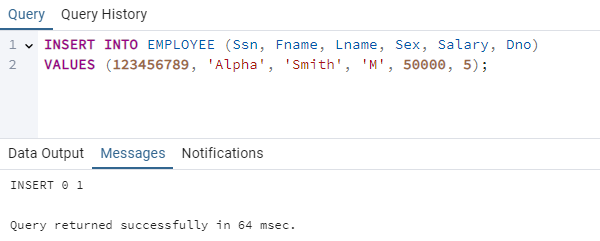 Query Query History
1 INSERT INTO EMPLOYEE (Ssn, Fname, Lname, Sex, Salary, Dno)
2 VALUES (123456789, 'Alpha', 'Smith', 'M', 50000, 5);
Data Output Messages Notifications
INSERT 0 1
Query returned successfully in 64 msec.